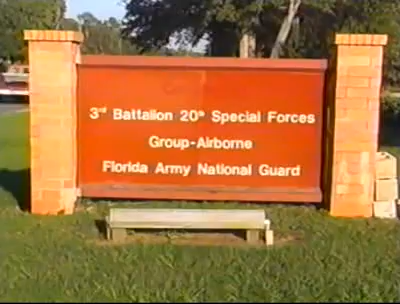 3rd Battalion 20th Special Forces
Group-Airborne
Florida Army National Guard